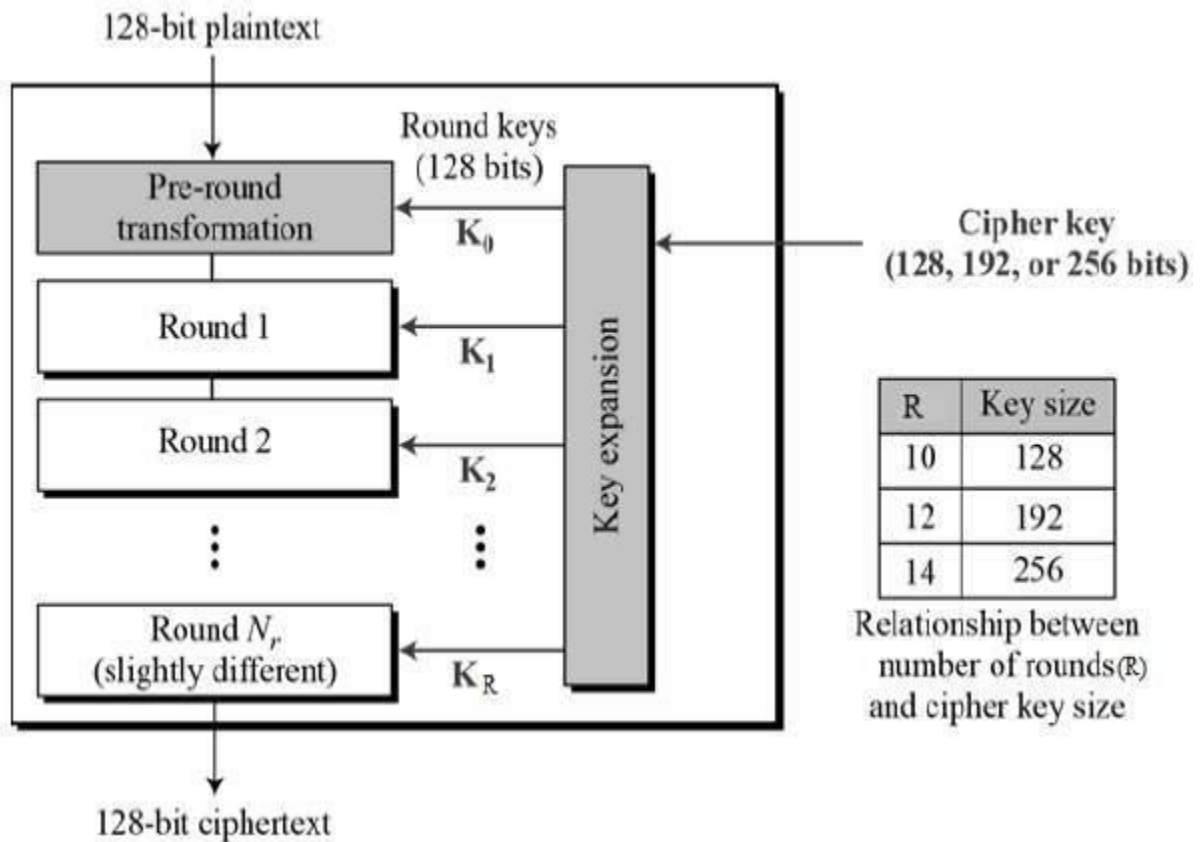 128-bit plaintext
Round keys
(128 bits)
Pre-round
transformation
K0
Cipher key
(128, 192, or 256 bits)
Round 1
K1
Round 2
K2
Key expansion
R Key size
10 128
12 192
14 256
Relationship between
number of rounds(R)
and cipher key size
Round Nr
(slightly different)
KR
128-bit ciphertext